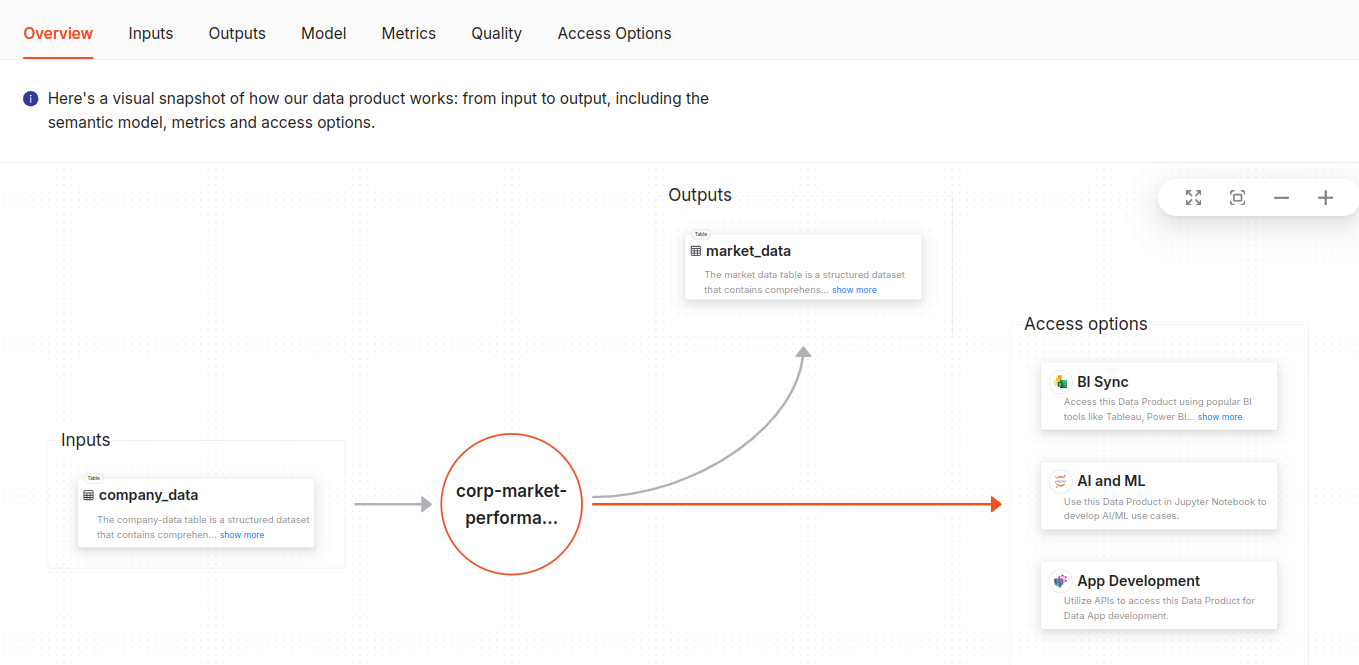 Overview Inputs Outputs Model Metrics Quality Access Options
Here's a visual snapshot of how our data product works: from input to output, including the
semantic model, metrics and access options.
Outputs
Table
market_data
The market data table is a structured dataset
that contains comprehens... show more
Access options
BI Sync
Access this Data Product using popular BI
tools like Tableau, Power BI... show more
Inputs
Table
company_data
The company-data table is a structured dataset
that contains comprehen... show more
corp-market-
performa...
AI and ML
Use this Data Product in Jupyter Notebook to
develop AI/ML use cases.
App Development
Utilize APIs to access this Data Product for
Data App development.